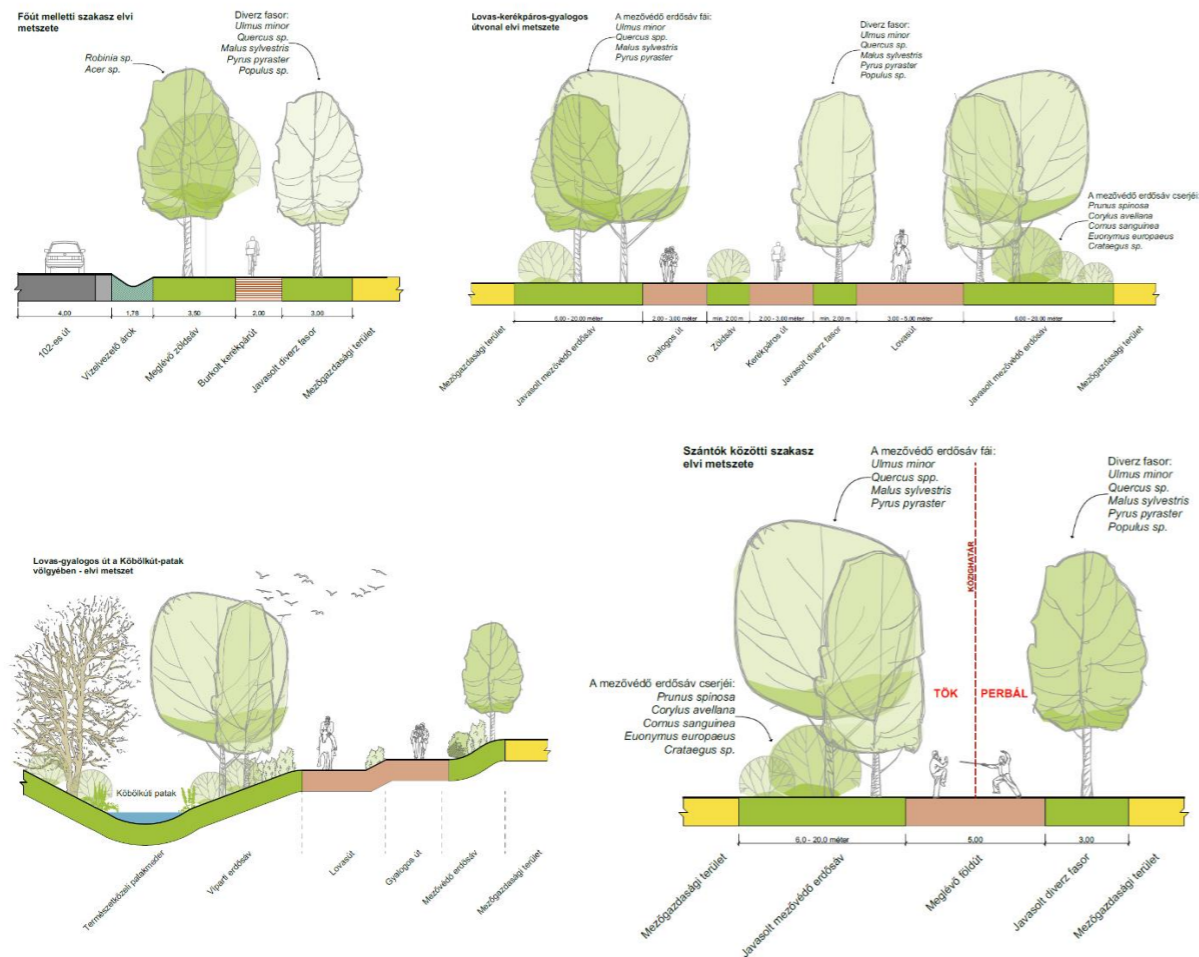 Főút melletti szakasz elvi
metszete
Robinia sp.
Acer sp.
Diverz fasor:
Ulmus minor
Quercus sp.
Malus sylvestris
Pyrus pyraster
Populus sp.
4,00
1,78
3,50
2,00
3,00
102-es út
Vízelvezető árok
Meglévő zöldsáv
Burkolt kerékpárút
Javasolt diverz fasor
Mezőgazdasági terület
Lovas-kerékpáros-gyalogos
útvonal elvi metszete
A mezővédő erdősáv fái:
Ulmus minor
Quercus spp.
Malus sylvestris
Pyrus pyraster
Diverz fasor:
Ulmus minor
Quercus sp.
Malus sylvestris
Pyrus pyraster
Populus sp.
A mezővédő erdősáv cserjéi:
Prunus spinosa
Corylus avellana
Cornus sanguinea
Euonymus europaeus
Crataegus sp.
6,00 - 20,00 méter
2,00 - 3,00 méter
min. 2,00 m
2,00 - 3,00 méter
min. 2,00 m
3,00 - 5,00 méter
6,00 - 20,00 méter
Mezőgazdasági terület
Javasolt mezővédő erdősáv
Gyalogos út
Zöldsáv
Kerékpáros út
Javasolt diverz fasor
Lovasút
Javasolt mezővédő erdősáv
Mezőgazdasági terület
Lovas-gyalogos út a Köbölkút-patak
völgyében - elvi metszet
Köbölkúti patak
Természetközeli patakmeder
Vízparti erdősáv
Lovasút
Gyalogos út
Mezővédő erdősáv
Mezőgazdasági terület
Szántók közötti szakasz
elvi metszete
A mezővédő erdősáv fái:
Ulmus minor
Quercus spp.
Malus sylvestris
Pyrus pyraster
Diverz fasor:
Ulmus minor
Quercus sp.
Malus sylvestris
Pyrus pyraster
Populus sp.
KÖZIGHATÁR
TÖK
PERBÁL
A mezővédő erdősáv cserjéi:
Prunus spinosa
Corylus avellana
Cornus sanguinea
Euonymus europaeus
Crataegus sp.
6,0 - 20,0 méter
5,00
3,00
Mezőgazdasági terület
Javasolt mezővédő erdősáv
Meglévő földút
Javasolt diverz fasor
Mezőgazdasági terület